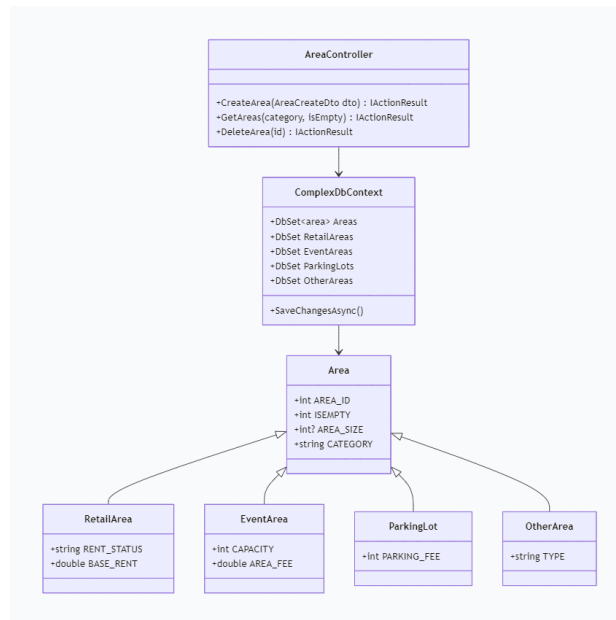 AreaController
+CreateArea(AreaCreateDto dto) : IActionResult
+GetAreas(category, isEmpty) : IActionResult
+DeleteArea(id) : IActionResult
ComplexDbContext
+DbSet<area> Areas
+DbSet RetailAreas
+DbSet EventAreas
+DbSet ParkingLots
+DbSet OtherAreas
+SaveChangesAsync()
Area
+int AREA_ID
+int ISEMPTY
+int? AREA_SIZE
+string CATEGORY
RetailArea
+string RENT_STATUS
+double BASE_RENT
EventArea
+int CAPACITY
+double AREA_FEE
ParkingLot
+int PARKING_FEE
OtherArea
+string TYPE